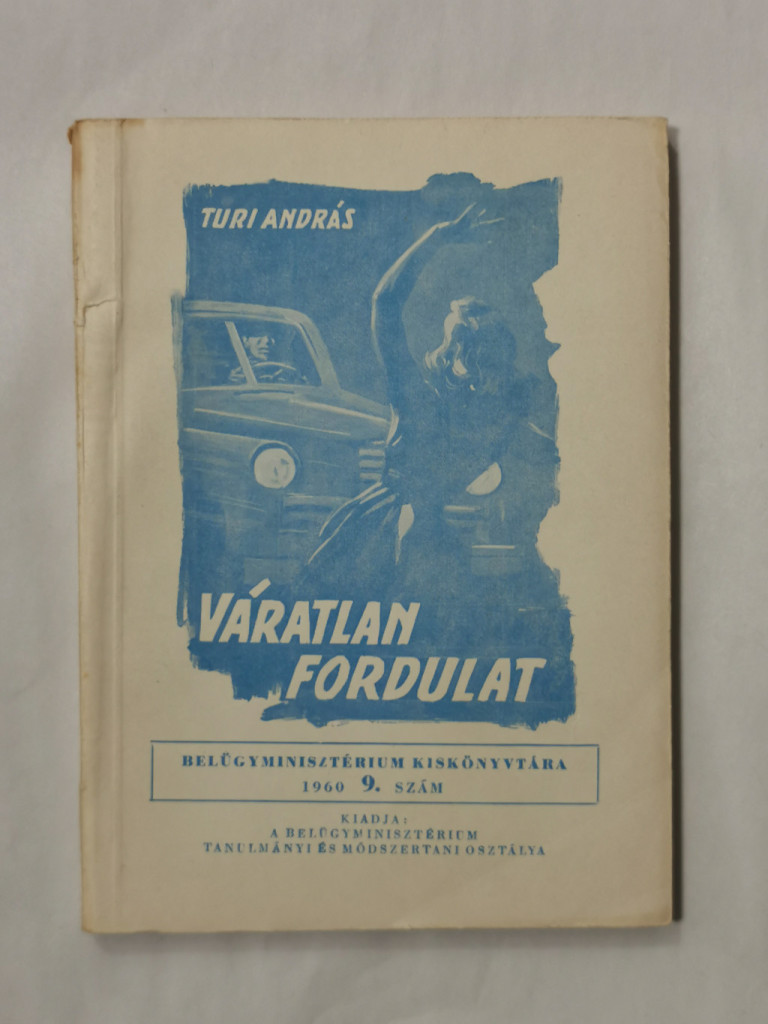 TURI ANDRÁS
VÁRATLAN
FORDULAT
BELÜGYMINISZTÉRIUM KISKÖNYVTÁRA
1960 9. SZÁM
KIADJA:
A BELÜGYMINISZTÉRIUM
TANULMÁNYI ÉS MÓDSZERTANI OSZTÁLYA